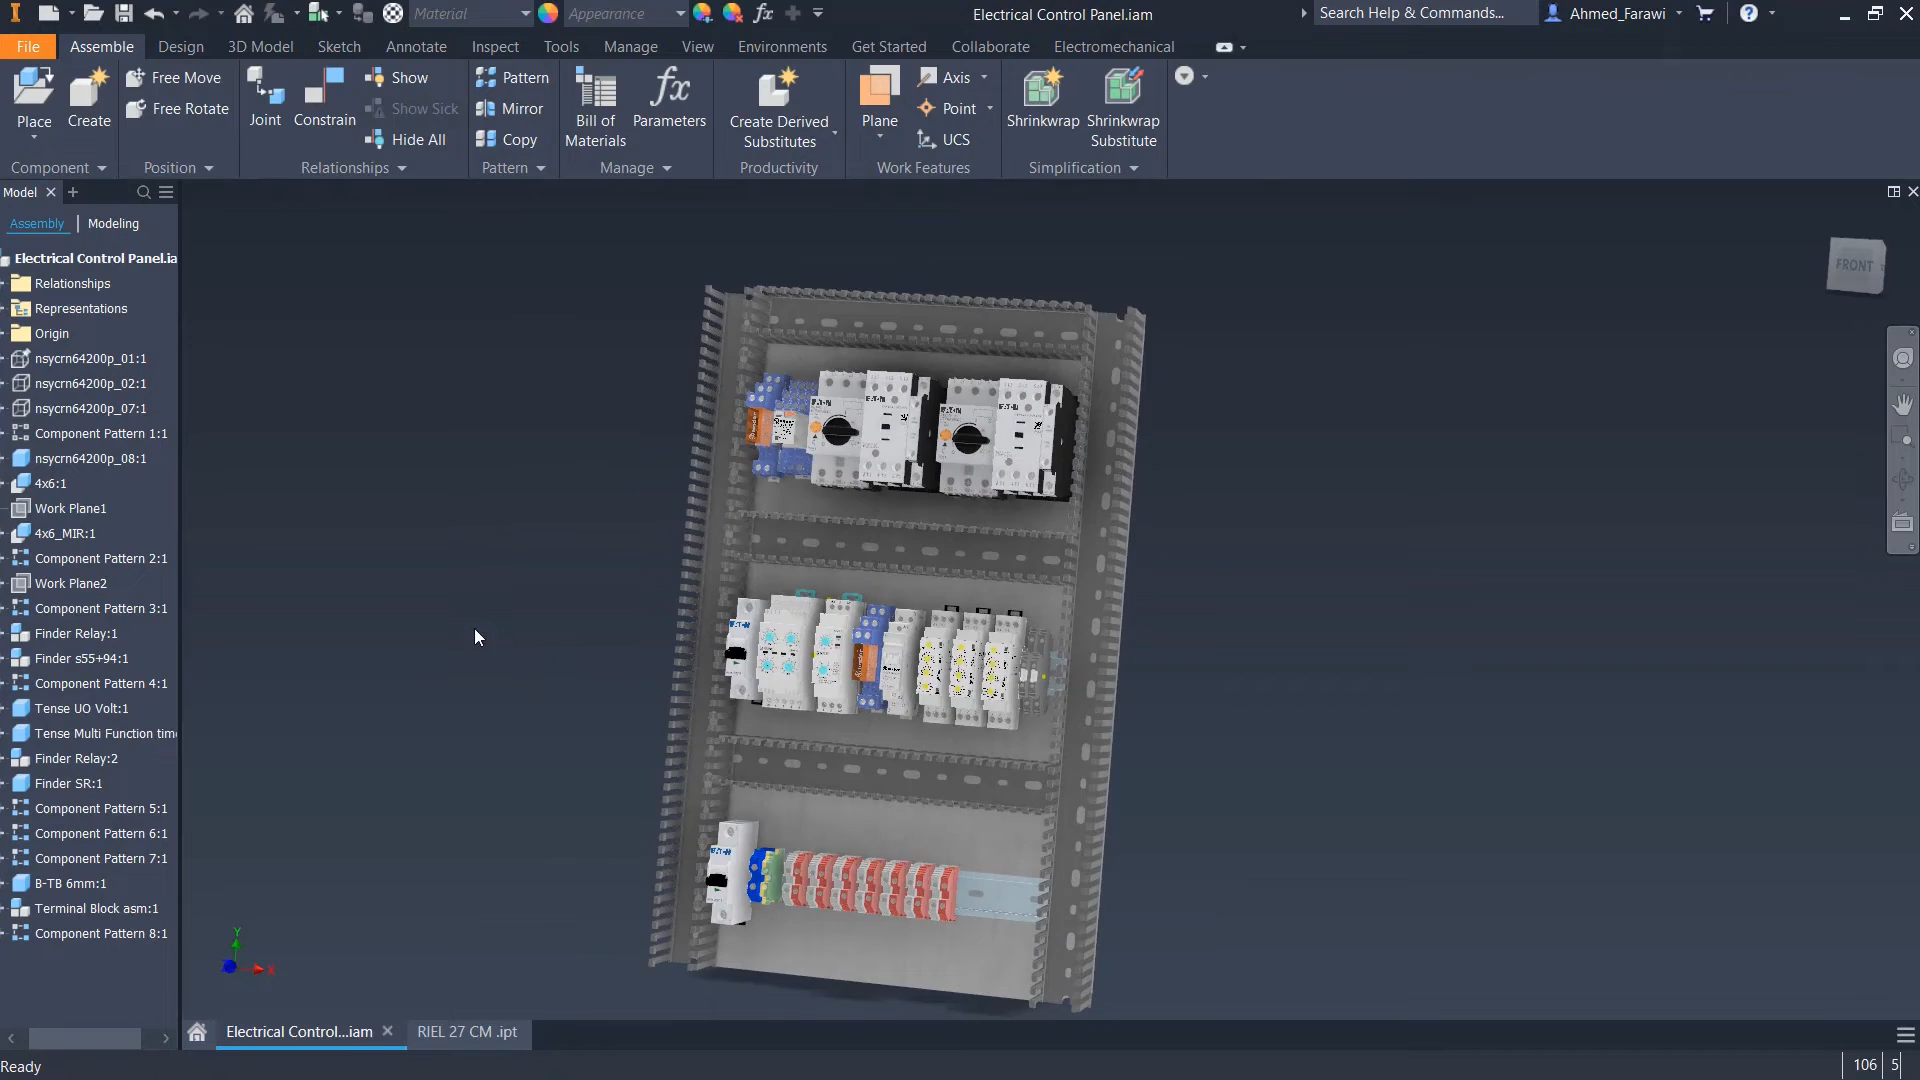 Material
Appearance
fx
Electrical Control Panel.iam
Search Help & Commands...
Ahmed_Farawi
File
Assemble
Design
3D Model
Sketch
Annotate
Inspect
Tools
Manage
View
Environments
Get Started
Collaborate
Electromechanical
Place
Create
Free Move
Free Rotate
Joint
Constrain
Show
Show Sick
Hide All
Pattern
Mirror
Copy
Bill of
Materials
fx
Parameters
Create Derived
Substitutes
Plane
Axis
Point
UCS
Shrinkwrap
Shrinkwrap
Substitute
Component
Position
Relationships
Pattern
Manage
Productivity
Work Features
Simplification
Model
Assembly
Modeling
Electrical Control Panel.ia
Relationships
Representations
Origin
nsycrn64200p_01:1
nsycrn64200p_02:1
nsycrn64200p_07:1
Component Pattern 1:1
nsycrn64200p_08:1
4x6:1
Work Plane1
4x6_MIR:1
Component Pattern 2:1
Work Plane2
Component Pattern 3:1
Finder Relay:1
Finder s55+94:1
Component Pattern 4:1
Tense UO Volt:1
Tense Multi Function tim
Finder Relay:2
Finder SR:1
Component Pattern 5:1
Component Pattern 6:1
Component Pattern 7:1
B-TB 6mm:1
Terminal Block asm:1
Component Pattern 8:1
FRONT
Y
X
Electrical Control...iam
RIEL 27 CM .ipt
Ready
106
5